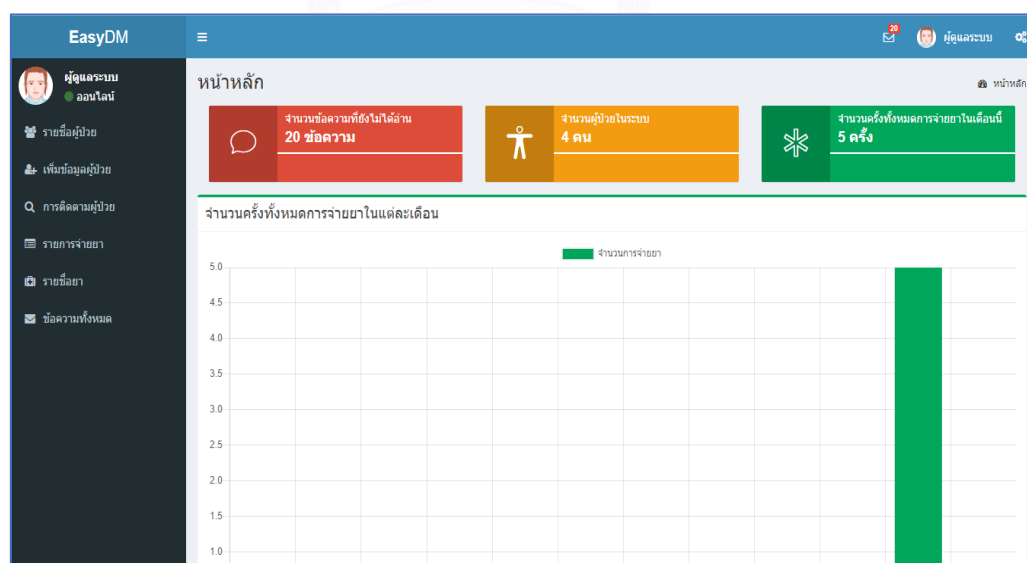 EasyDM
20
ผู้ดูแลระบบ
ผู้ดูแลระบบ
ออนไลน์
รายชื่อผู้ป่วย
เพิ่มข้อมูลผู้ป่วย
การติดตามผู้ป่วย
รายการจ่ายยา
รายชื่อยา
ข้อความทั้งหมด
หน้าหลัก
หน้าหลัก
จำนวนข้อความที่ยังไม่ได้อ่าน
20 ข้อความ
จำนวนผู้ป่วยในระบบ
4 คน
จำนวนครั้งทั้งหมดการจ่ายยาในเดือนนี้
5 ครั้ง
จำนวนครั้งทั้งหมดการจ่ายยาในแต่ละเดือน
จำนวนการจ่ายยา
5.0
4.5
4.0
3.5
3.0
2.5
2.0
1.5
1.0